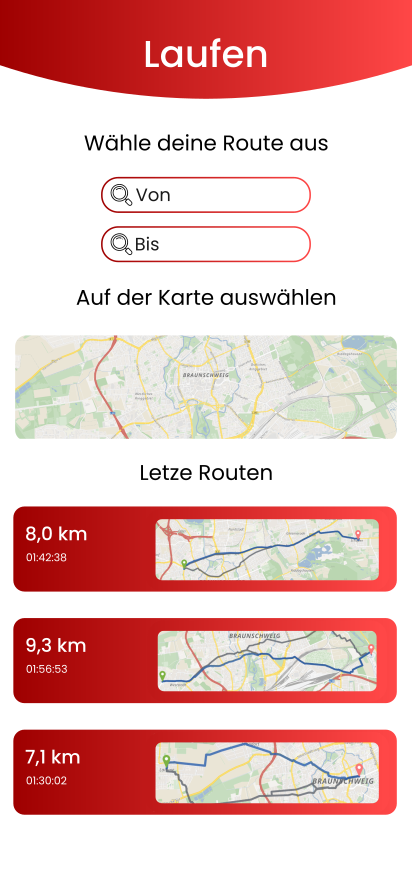 Laufen
Wähle deine Route aus
Von
Bis
Auf der Karte auswählen
BRAUNSCHWEIG
Letze Routen
8,0 km
01:42:38
9,3 km
01:56:53
BRAUNSCHWEIG
7,1 km
01:30:02
BRAUNSCHWEIG